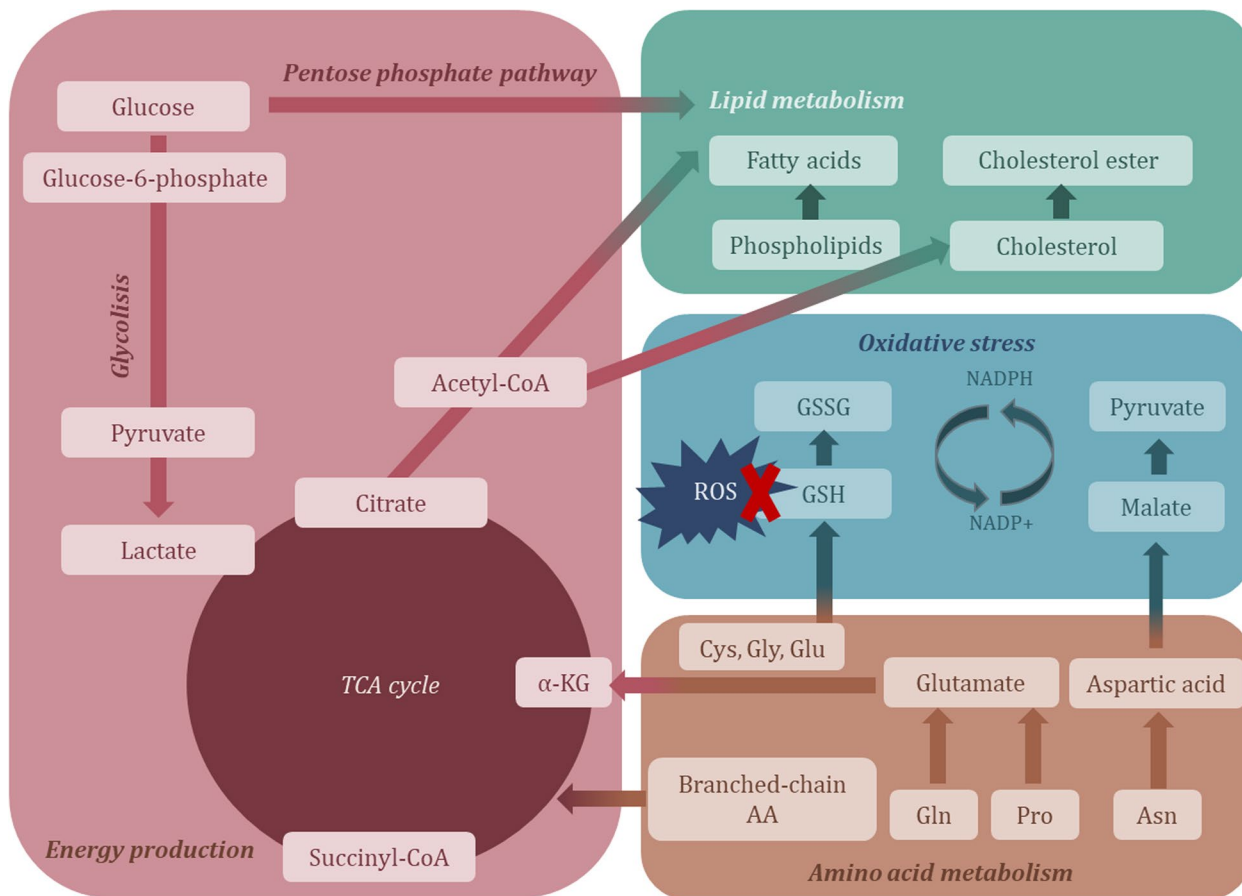 Pentose phosphate pathway
Glucose
Glucose-6-phosphate
Glycolisis
Pyruvate
Lactate
Acetyl-CoA
Citrate
TCA cycle
α-KG
Succinyl-CoA
Energy production
Lipid metabolism
Fatty acids
Cholesterol ester
Phospholipids
Cholesterol
Oxidative stress
NADPH
GSSG
Pyruvate
ROS
GSH
NADP+
Malate
Cys, Gly, Glu
Glutamate
Aspartic acid
Branched-chain
AA
Gln
Pro
Asn
Amino acid metabolism